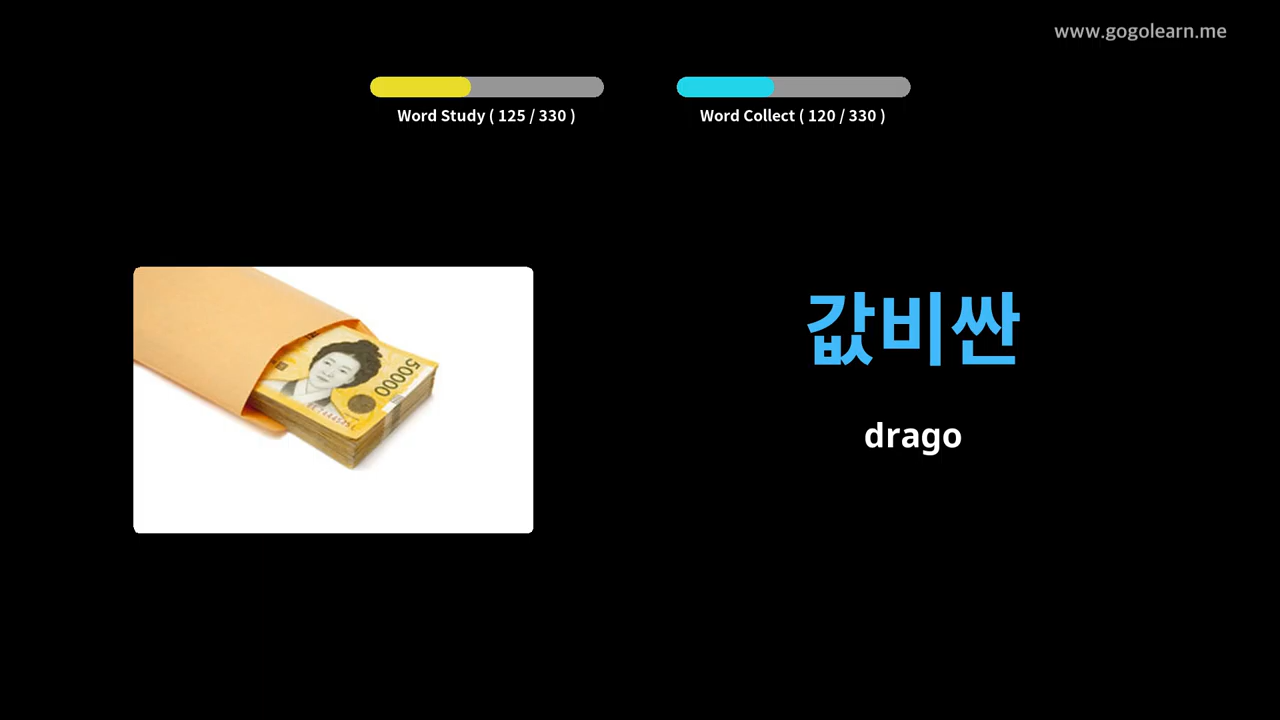 www.gogolearn.me
Word Study ( 125 / 330 )
Word Collect ( 120 / 330 )
50000
값비싼
drago